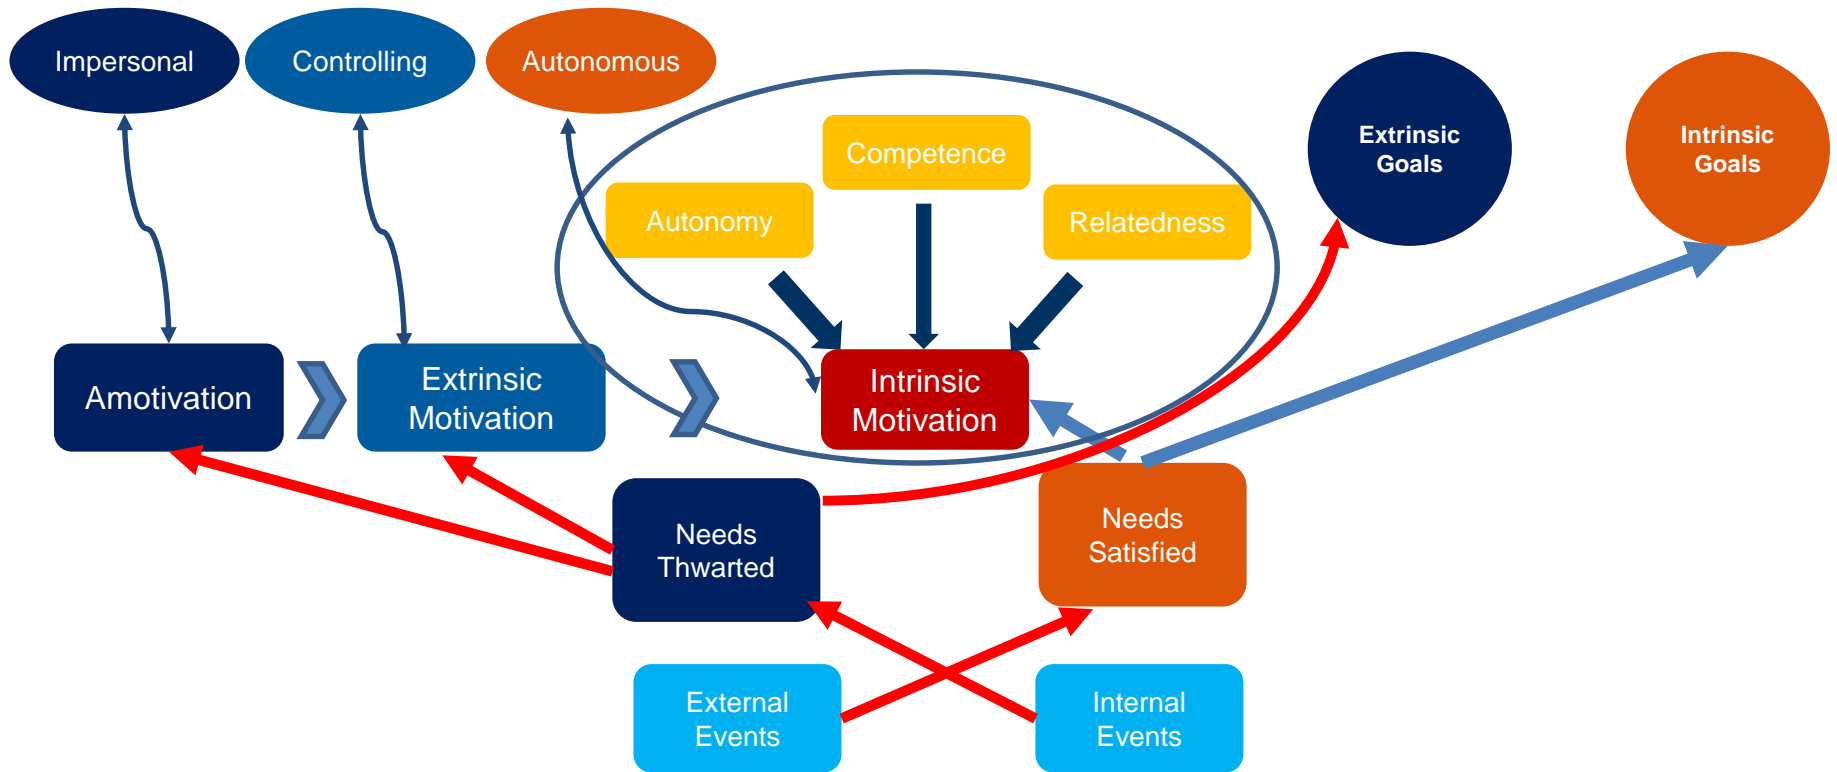 Impersonal
Controlling
Autonomous
Competence
Extrinsic
Goals
Intrinsic
Goals
Autonomy
Relatedness
Amotivation
Extrinsic
Motivation
Intrinsic
Motivation
Needs
Thwarted
Needs
Satisfied
External
Events
Internal
Events